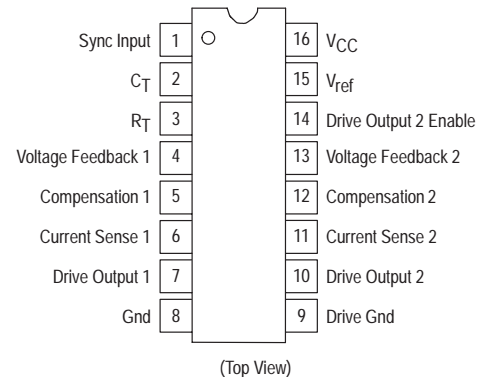 Sync Input 1 16 VCC
CT 2 15 Vref
RT 3 14 Drive Output 2 Enable
Voltage Feedback 1 4 13 Voltage Feedback 2
Compensation 1 5 12 Compensation 2
Current Sense 1 6 11 Current Sense 2
Drive Output 1 7 10 Drive Output 2
Gnd 8 9 Drive Gnd
(Top View)